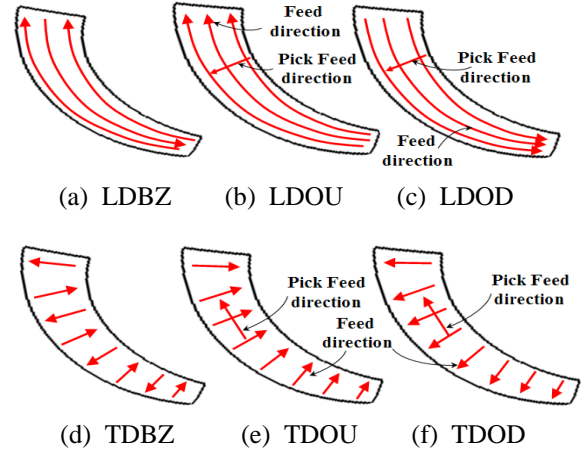 Feed
direction
Pick Feed
direction
Pick Feed
direction
Feed
direction
(a) LDBZ
(b) LDOU
(c) LDOD
Pick Feed
direction
Feed
direction
Pick Feed
direction
(d) TDBZ
(e) TDOU
(f) TDOD